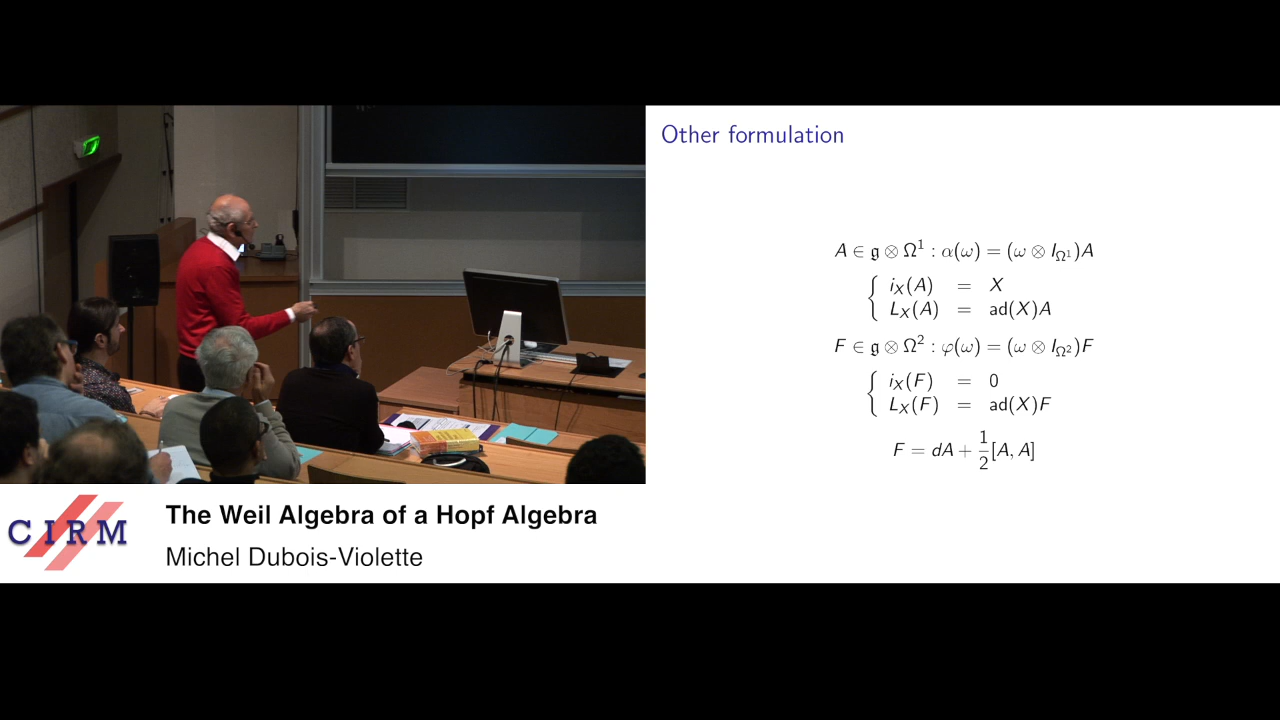 Other formulation
A ∈ 𝔤 ⊗ Ω¹ : α(ω) = (ω ⊗ I_{Ω¹})A
{ i_X(A) = X
L_X(A) = ad(X)A
F ∈ 𝔤 ⊗ Ω² : φ(ω) = (ω ⊗ I_{Ω²})F
{ i_X(F) = 0
L_X(F) = ad(X)F
F = dA + 1/2[A, A]
CIRM
The Weil Algebra of a Hopf Algebra
Michel Dubois-Violette